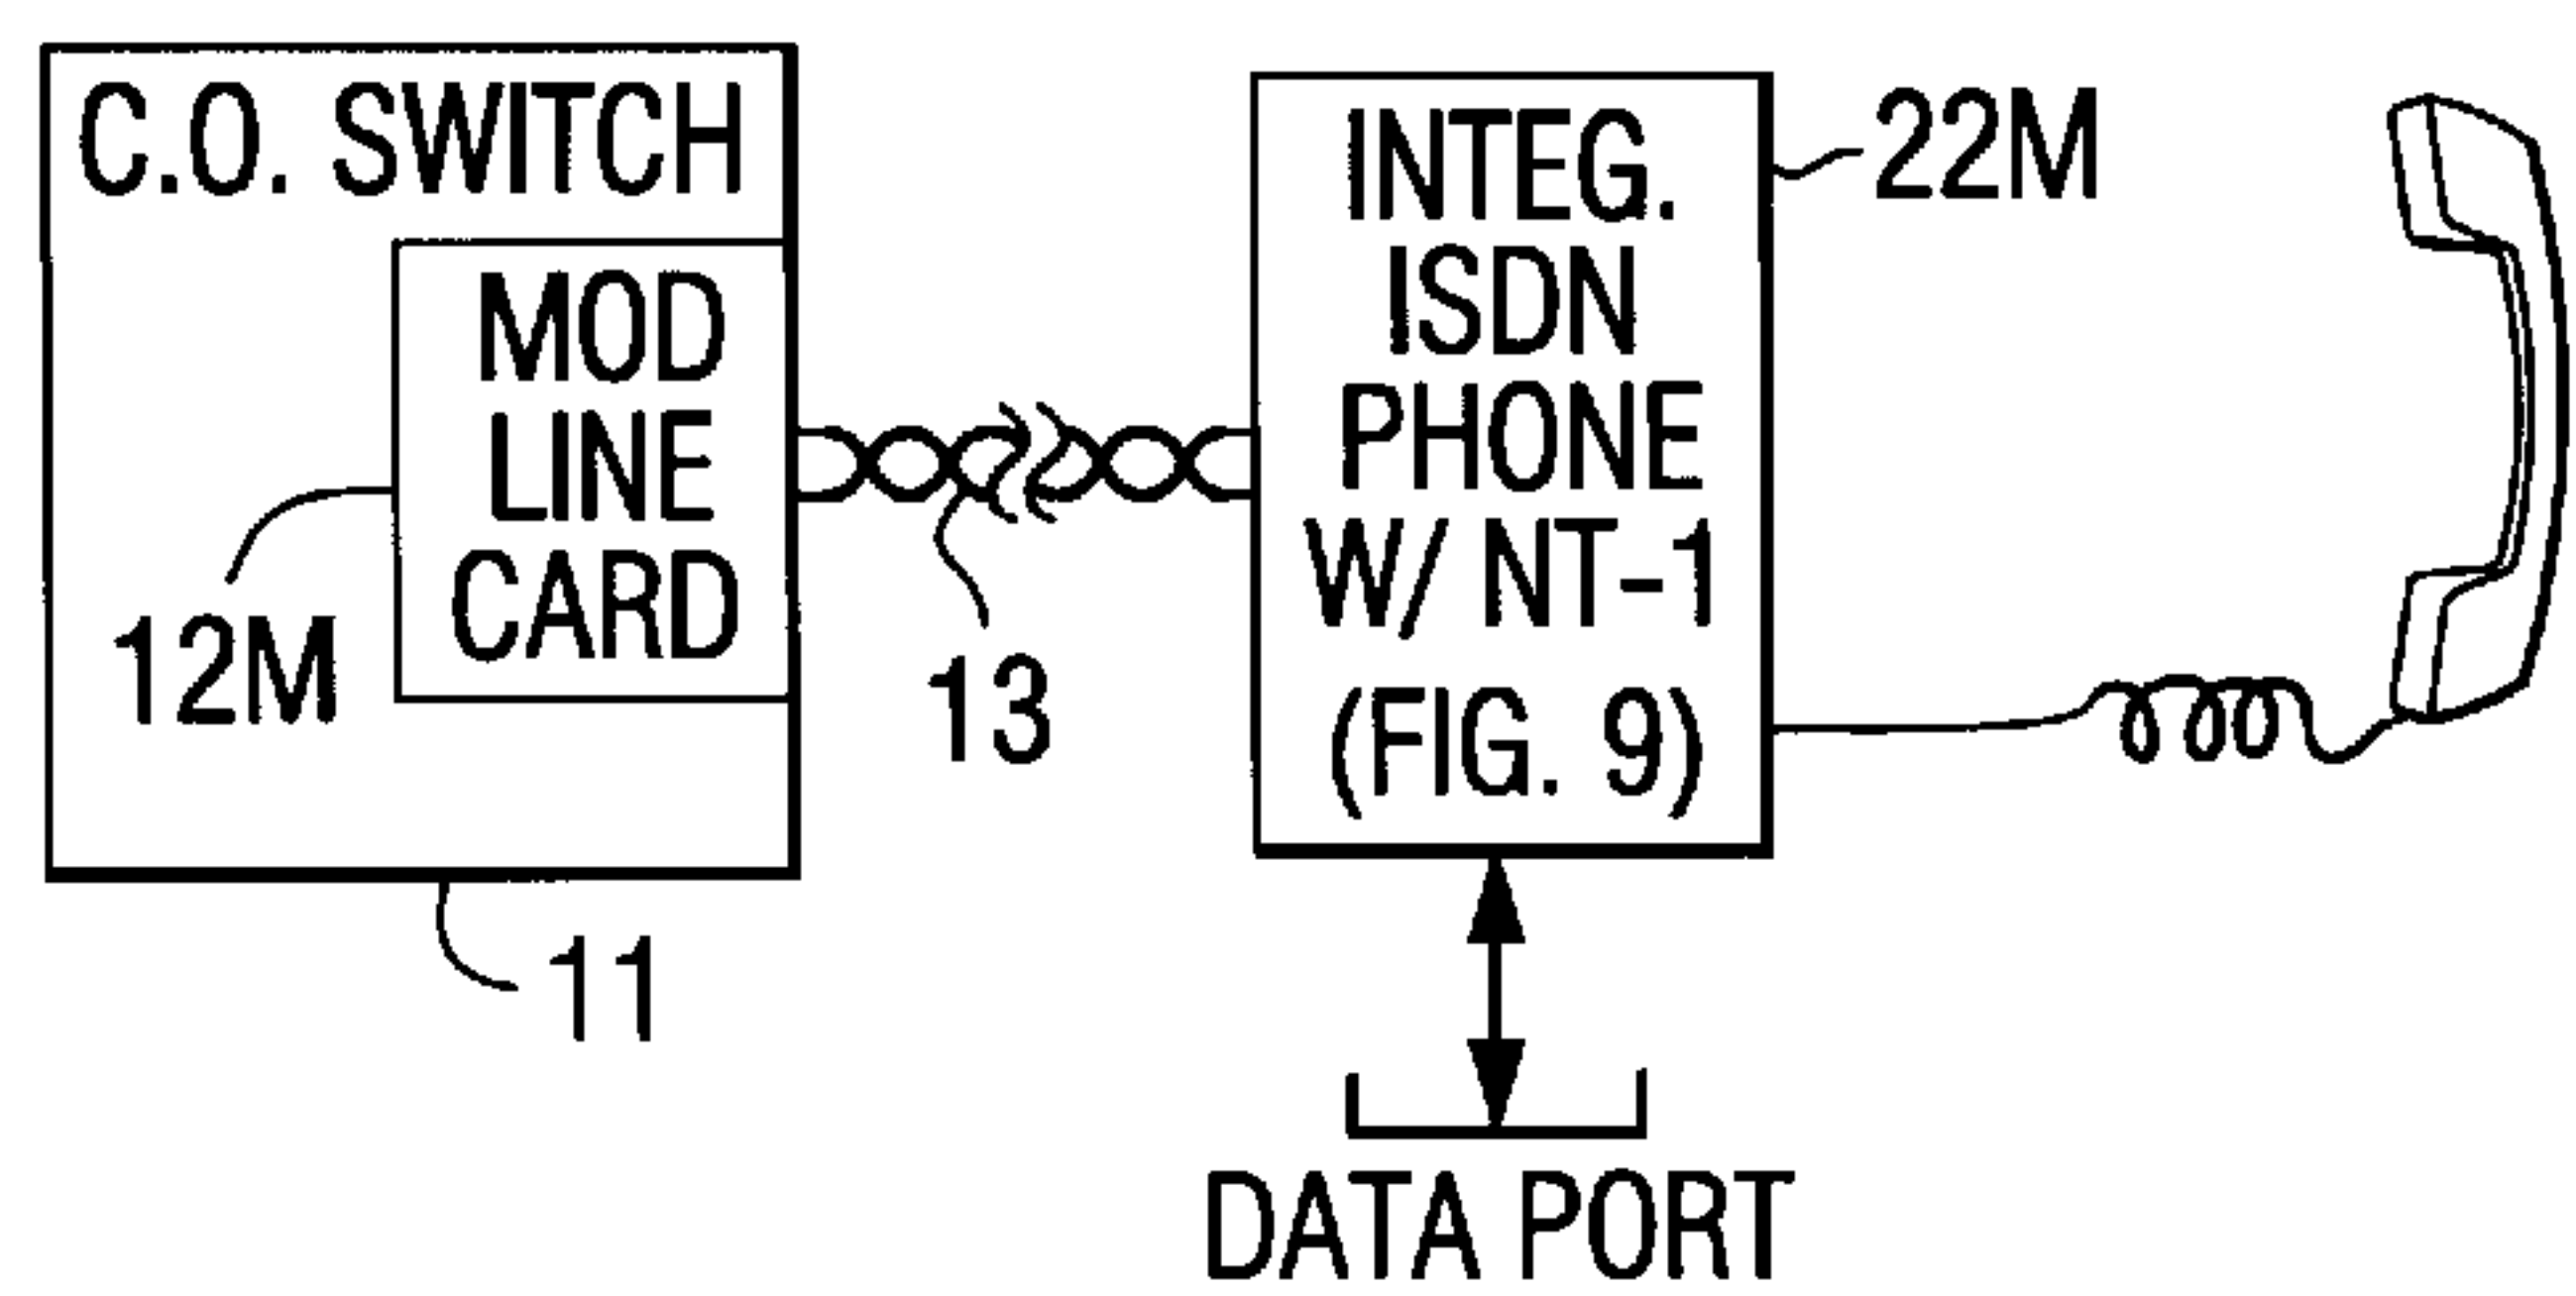 C.O. SWITCH
MOD
LINE
CARD
12M
11
13
INTEG.
ISDN
PHONE
W/ NT-1
(FIG. 9)
22M
DATA PORT